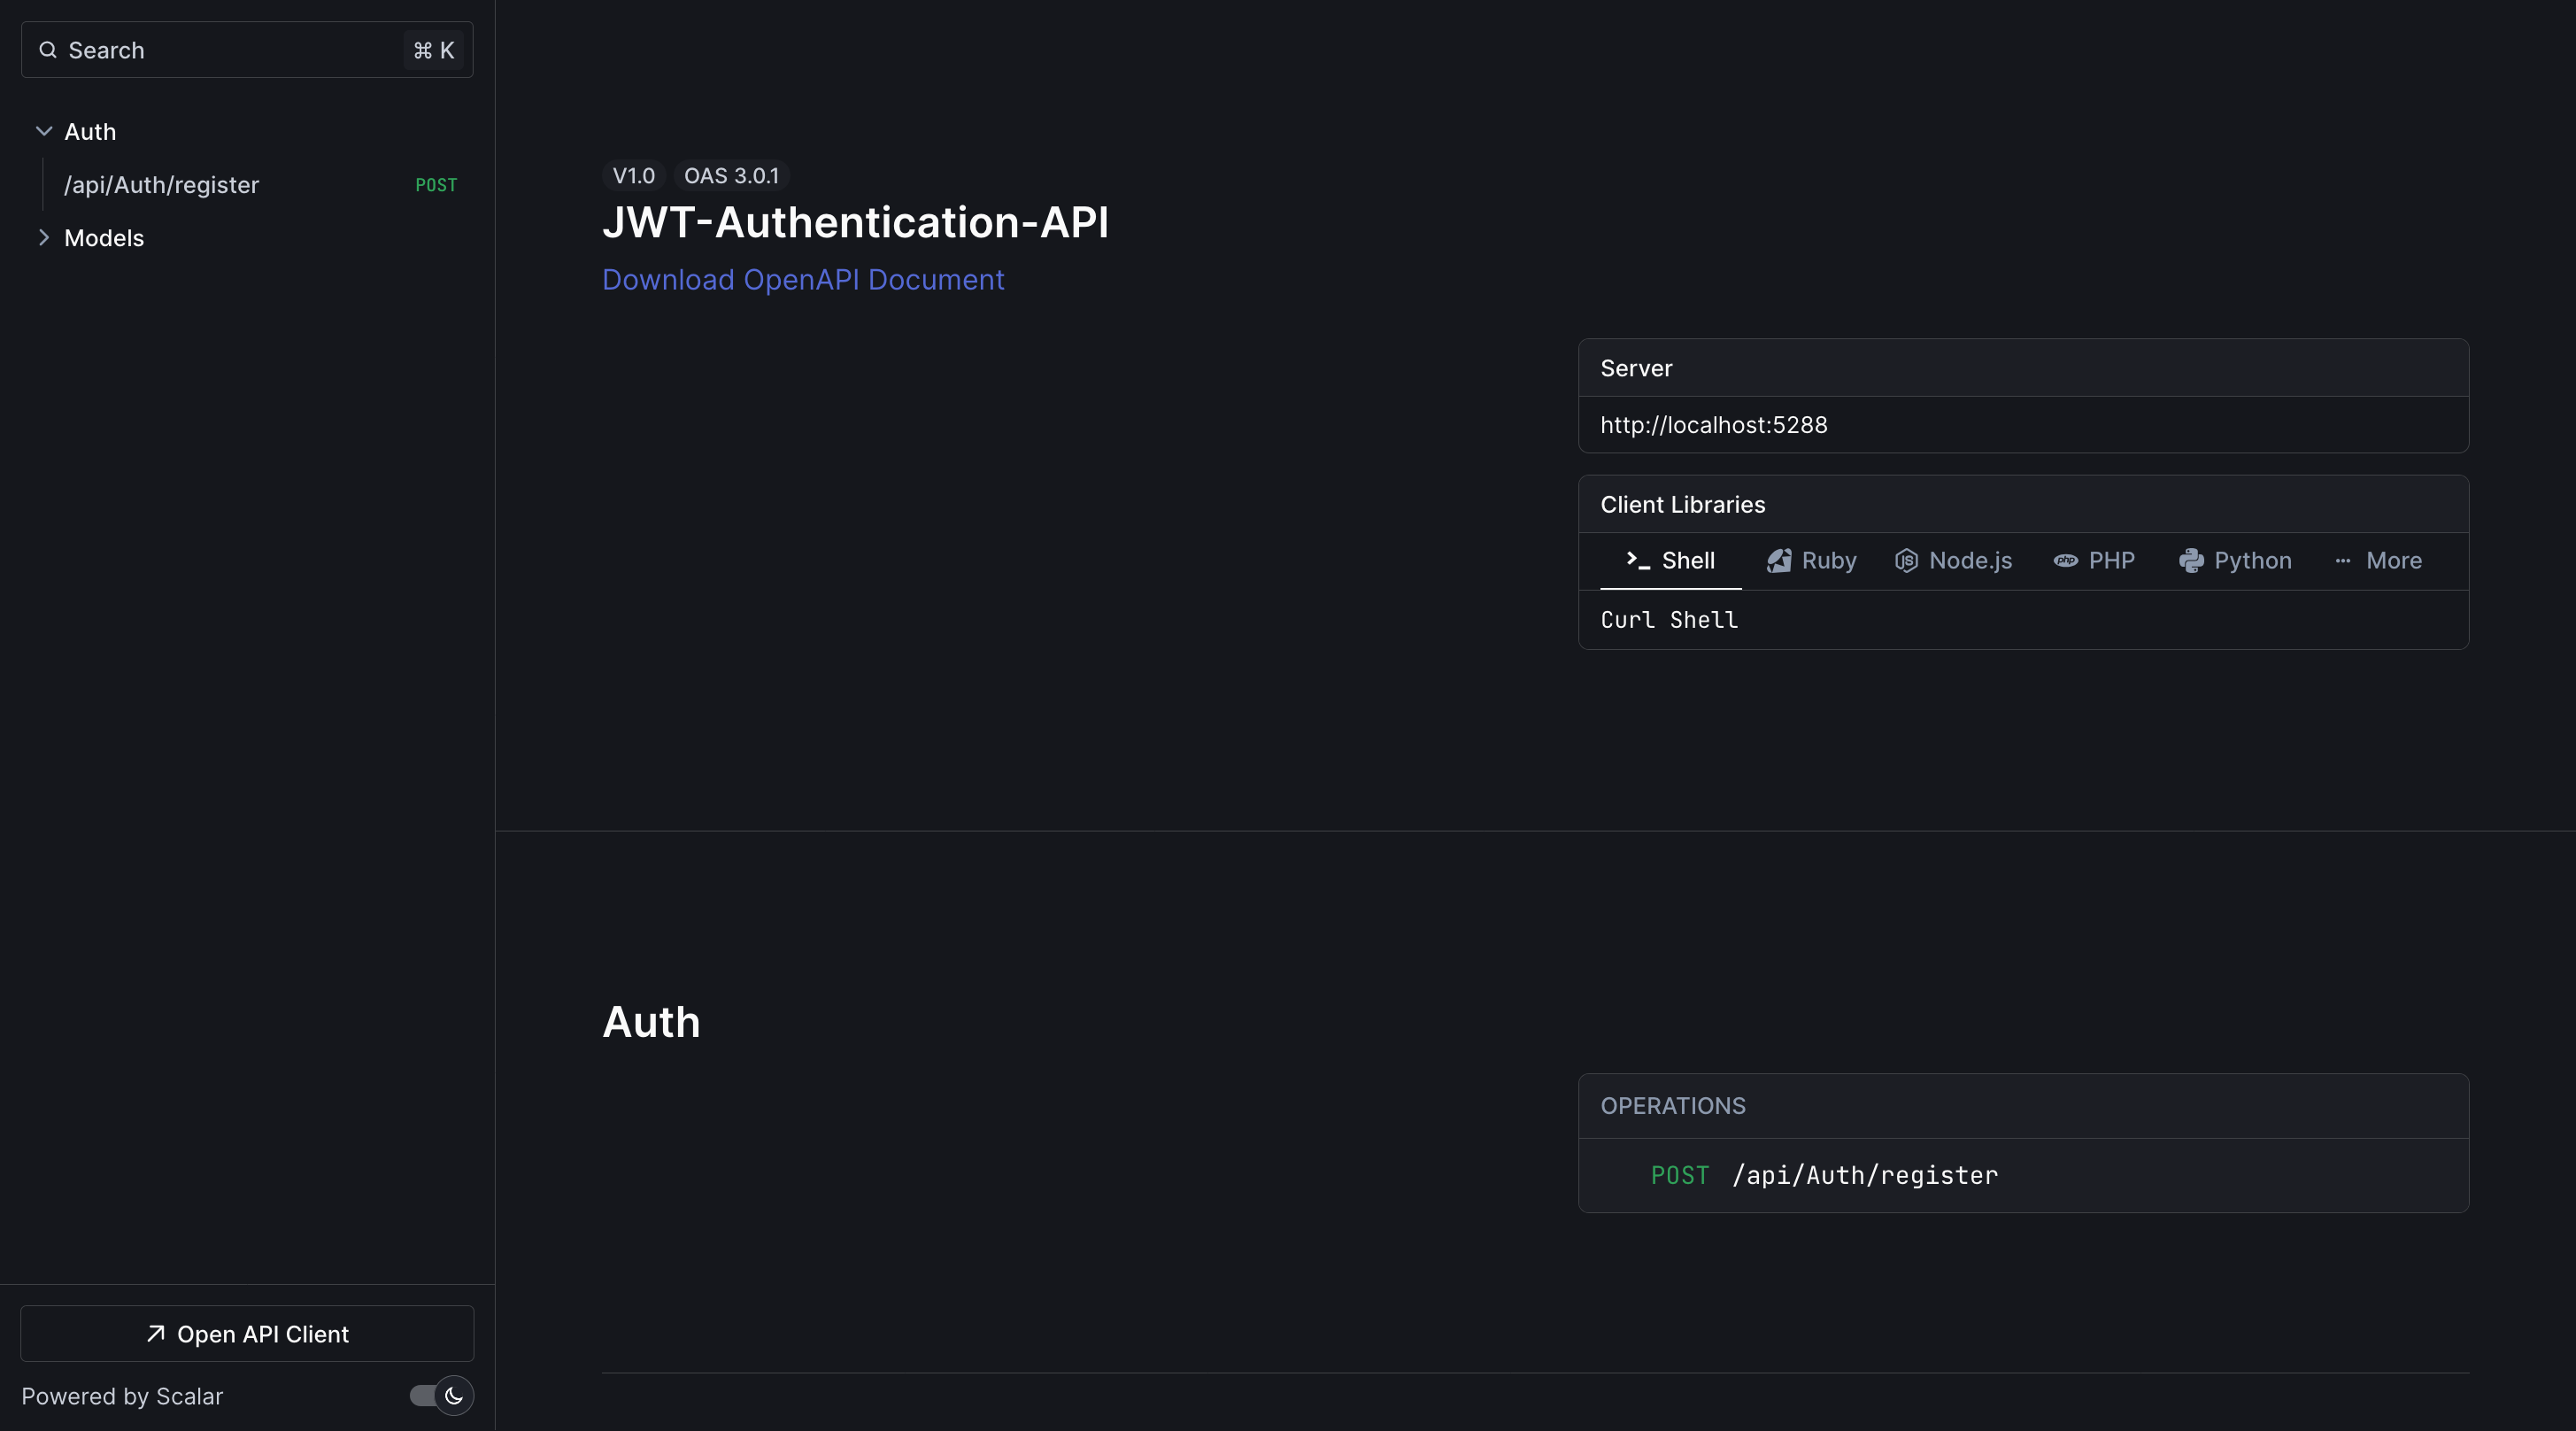 Search ⌘ K
Auth
/api/Auth/register POST
Models
Open API Client
Powered by Scalar
V1.0 OAS 3.0.1
JWT-Authentication-API
Download OpenAPI Document
Server
http://localhost:5288
Client Libraries
Shell Ruby Node.js PHP Python More
Curl Shell
Auth
OPERATIONS
POST /api/Auth/register